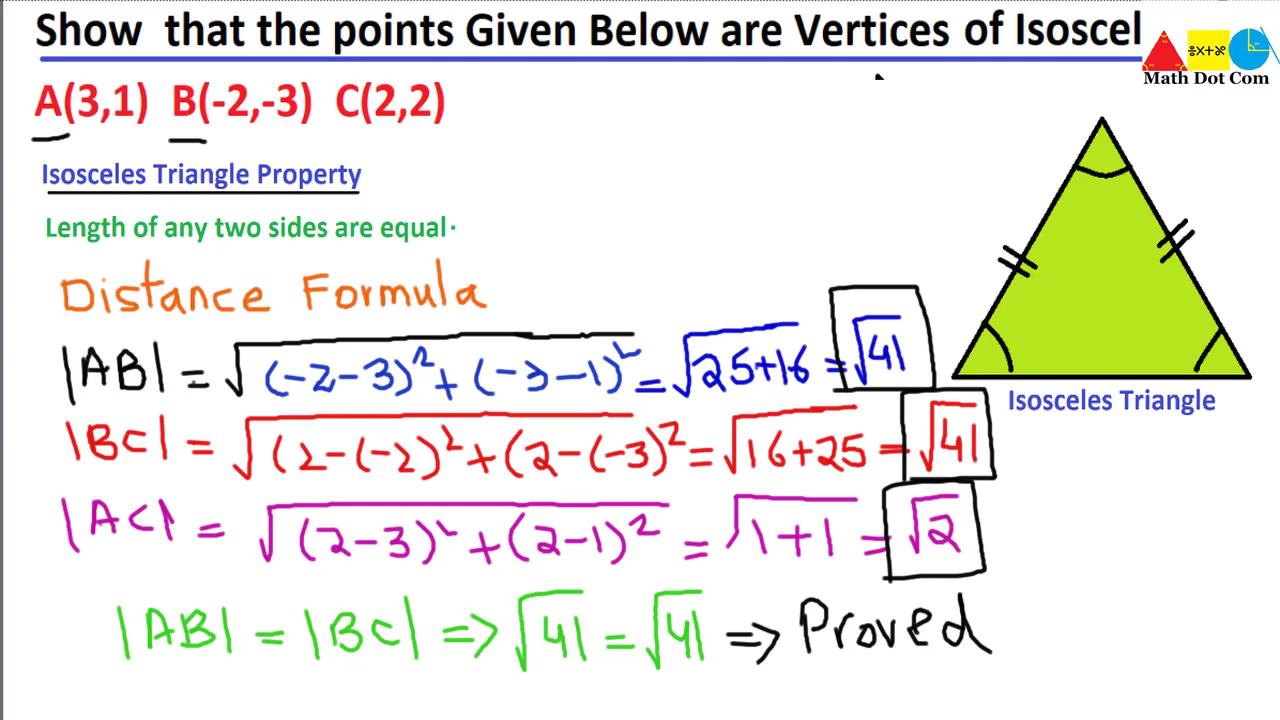 Show that the points Given Below are Vertices of Isoscel
÷x+
Math Dot Com
A(3,1) B(-2,-3) C(2,2)
Isosceles Triangle Property
Length of any two sides are equal.
Distance Formula
|AB| = √(-2-3)²+(-3-1)² = √25+16 = √41
Isosceles Triangle
|BC| = √(2-(-2)²+(2-(-3)² = √16+25 = √41
|AC| = √(2-3)²+(2-1)² = √1+1 = √2
|AB| = |BC| => √41 = √41 => Proved